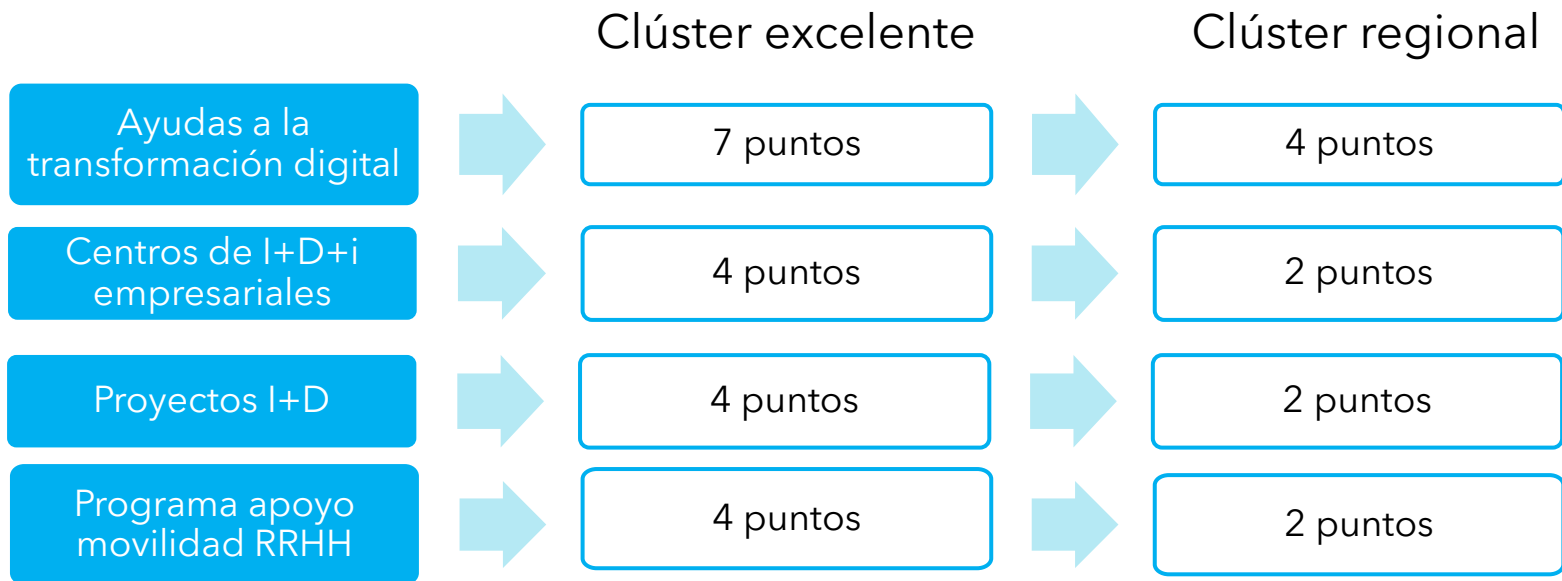 Clúster excelente
Clúster regional
Ayudas a la
transformación digital
7 puntos
4 puntos
Centros de I+D+i
empresariales
4 puntos
2 puntos
Proyectos I+D
4 puntos
2 puntos
Programa apoyo
movilidad RRHH
4 puntos
2 puntos